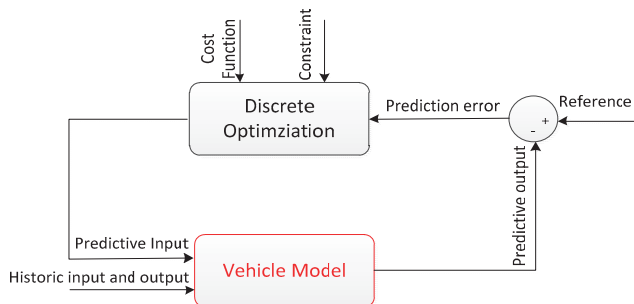 Cost
Function
Constraint
Discrete
Optimziation
Prediction error
Reference
+
-
Predictive output
Predictive Input
Historic input and output
Vehicle Model